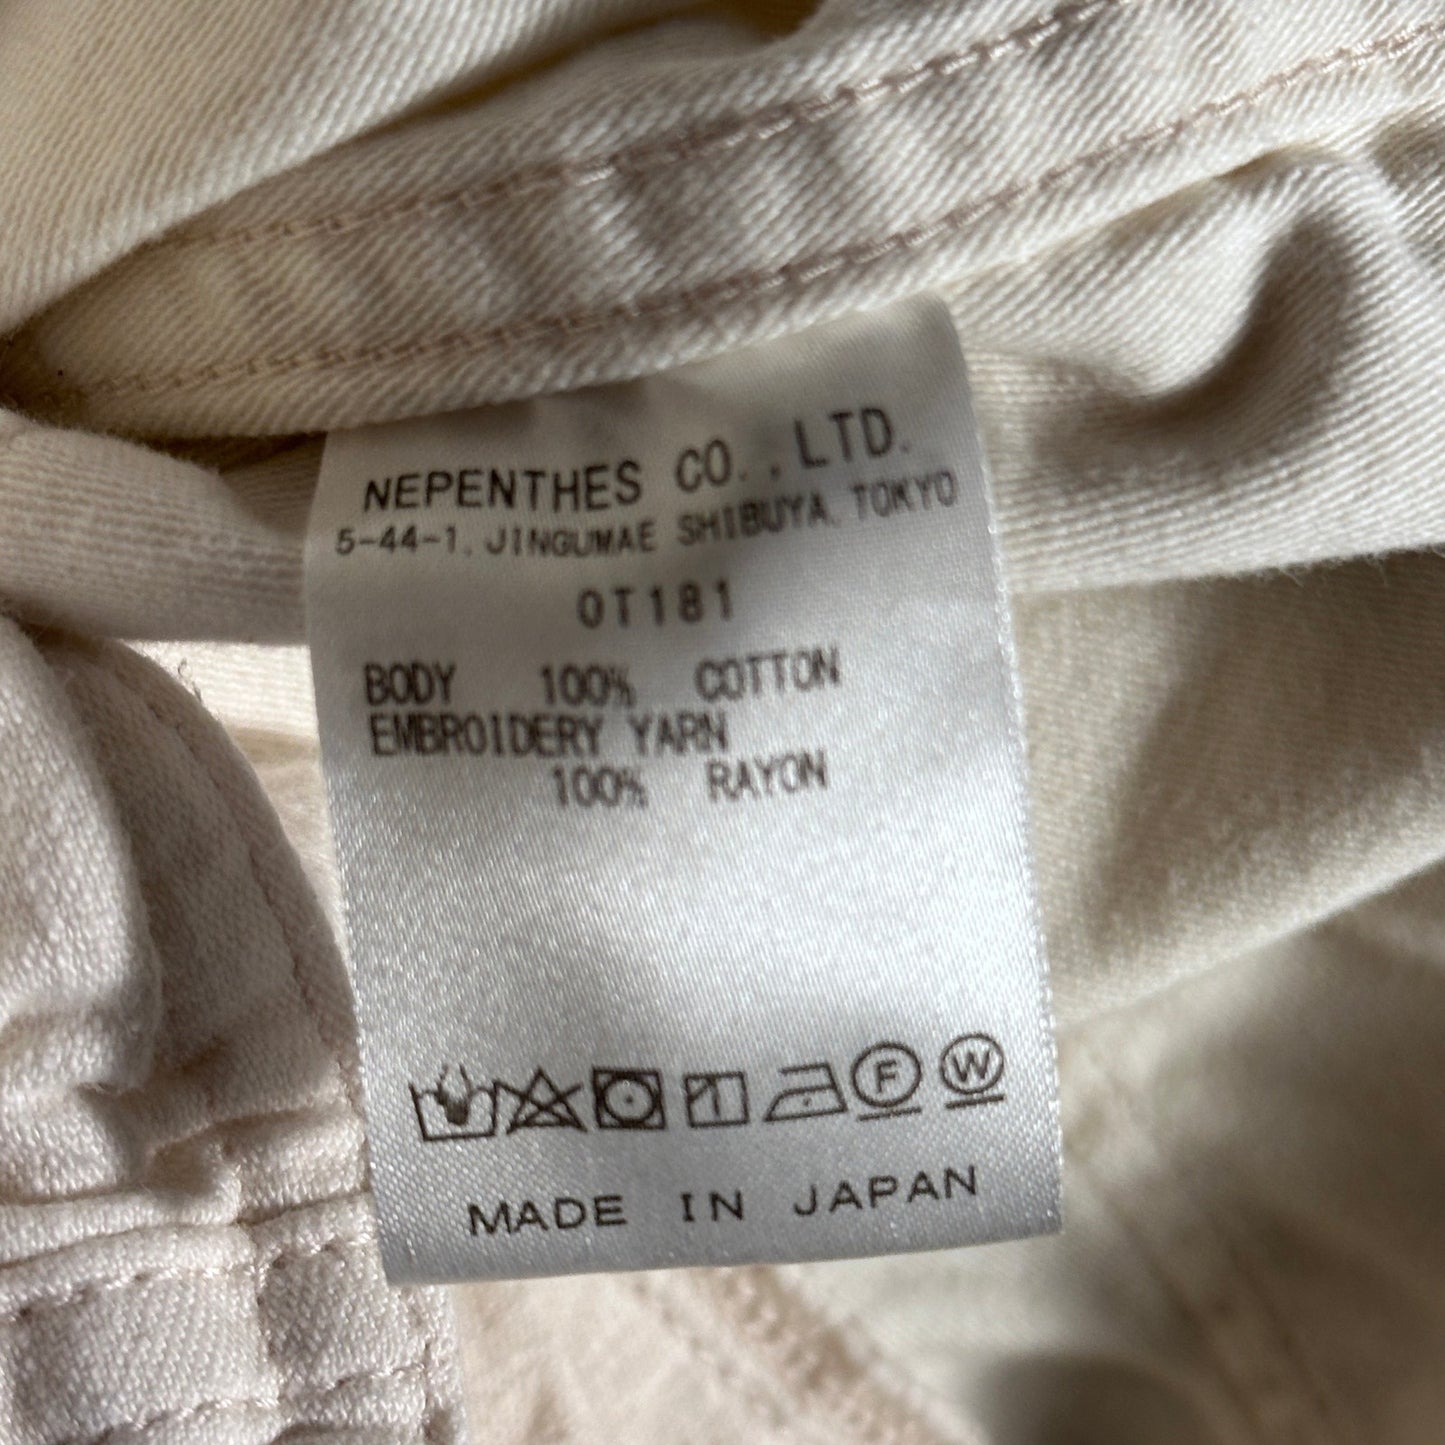 NEPENTHES CO., LTD.
5-44-1, JINGUMAE SHIBUYA, TOKYO
OT181
BODY 100% COTTON
EMBROIDERY YARN
100% RAYON
F W
MADE IN JAPAN